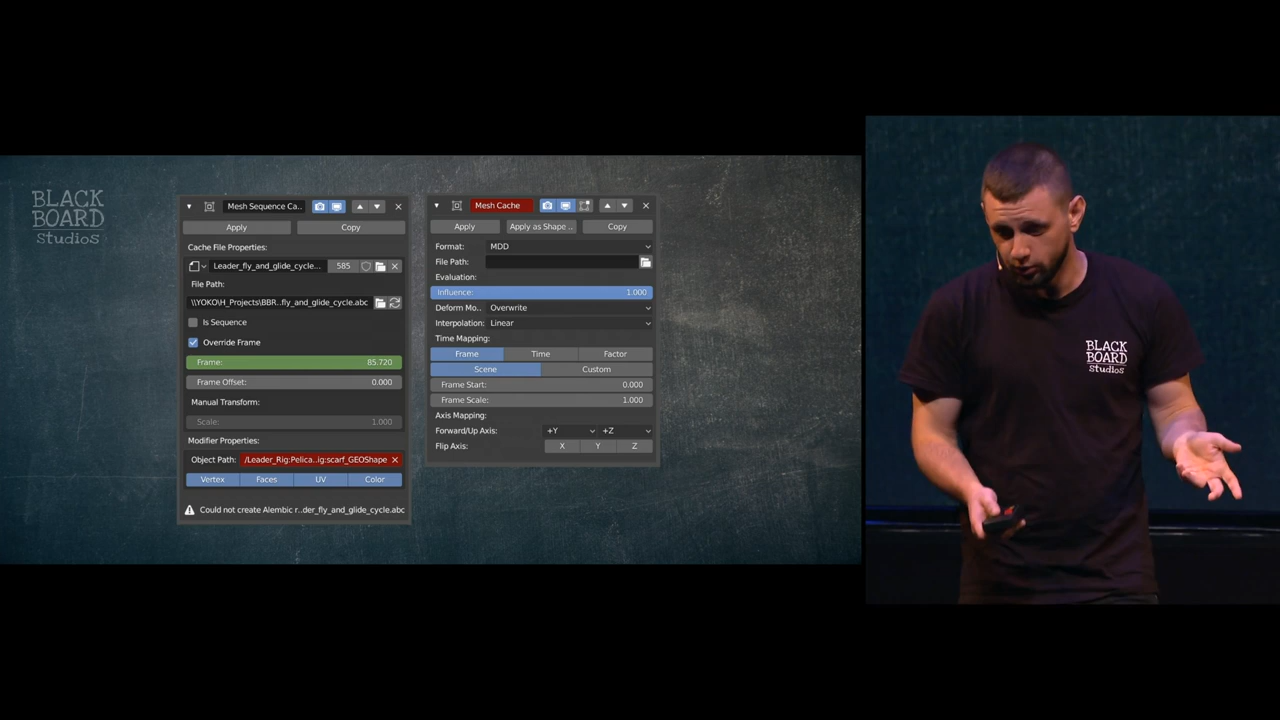 BLACK
BOARD
Studios
Mesh Sequence Ca..
Apply
Copy
Cache File Properties:
Leader_fly_and_glide_cycle...
585
File Path:
\\YOKO\H_Projects\BBR..fly_and_glide_cycle.abc
Is Sequence
Override Frame
Frame:
85.720
Frame Offset:
0.000
Manual Transform:
Scale:
1.000
Modifier Properties:
Object Path:
/Leader_Rig:Pelica..ig:scarf_GEOShape
Vertex
Faces
UV
Color
Could not create Alembic r..der_fly_and_glide_cycle.abc
Mesh Cache
Apply
Apply as Shape ..
Copy
Format:
MDD
File Path:
Evaluation:
Influence:
1.000
Deform Mo..
Overwrite
Interpolation:
Linear
Time Mapping:
Frame
Time
Factor
Scene
Custom
Frame Start:
0.000
Frame Scale:
1.000
Axis Mapping:
Forward/Up Axis:
+Y
+Z
Flip Axis:
X
Y
Z
BLACK
BOARD
Studios